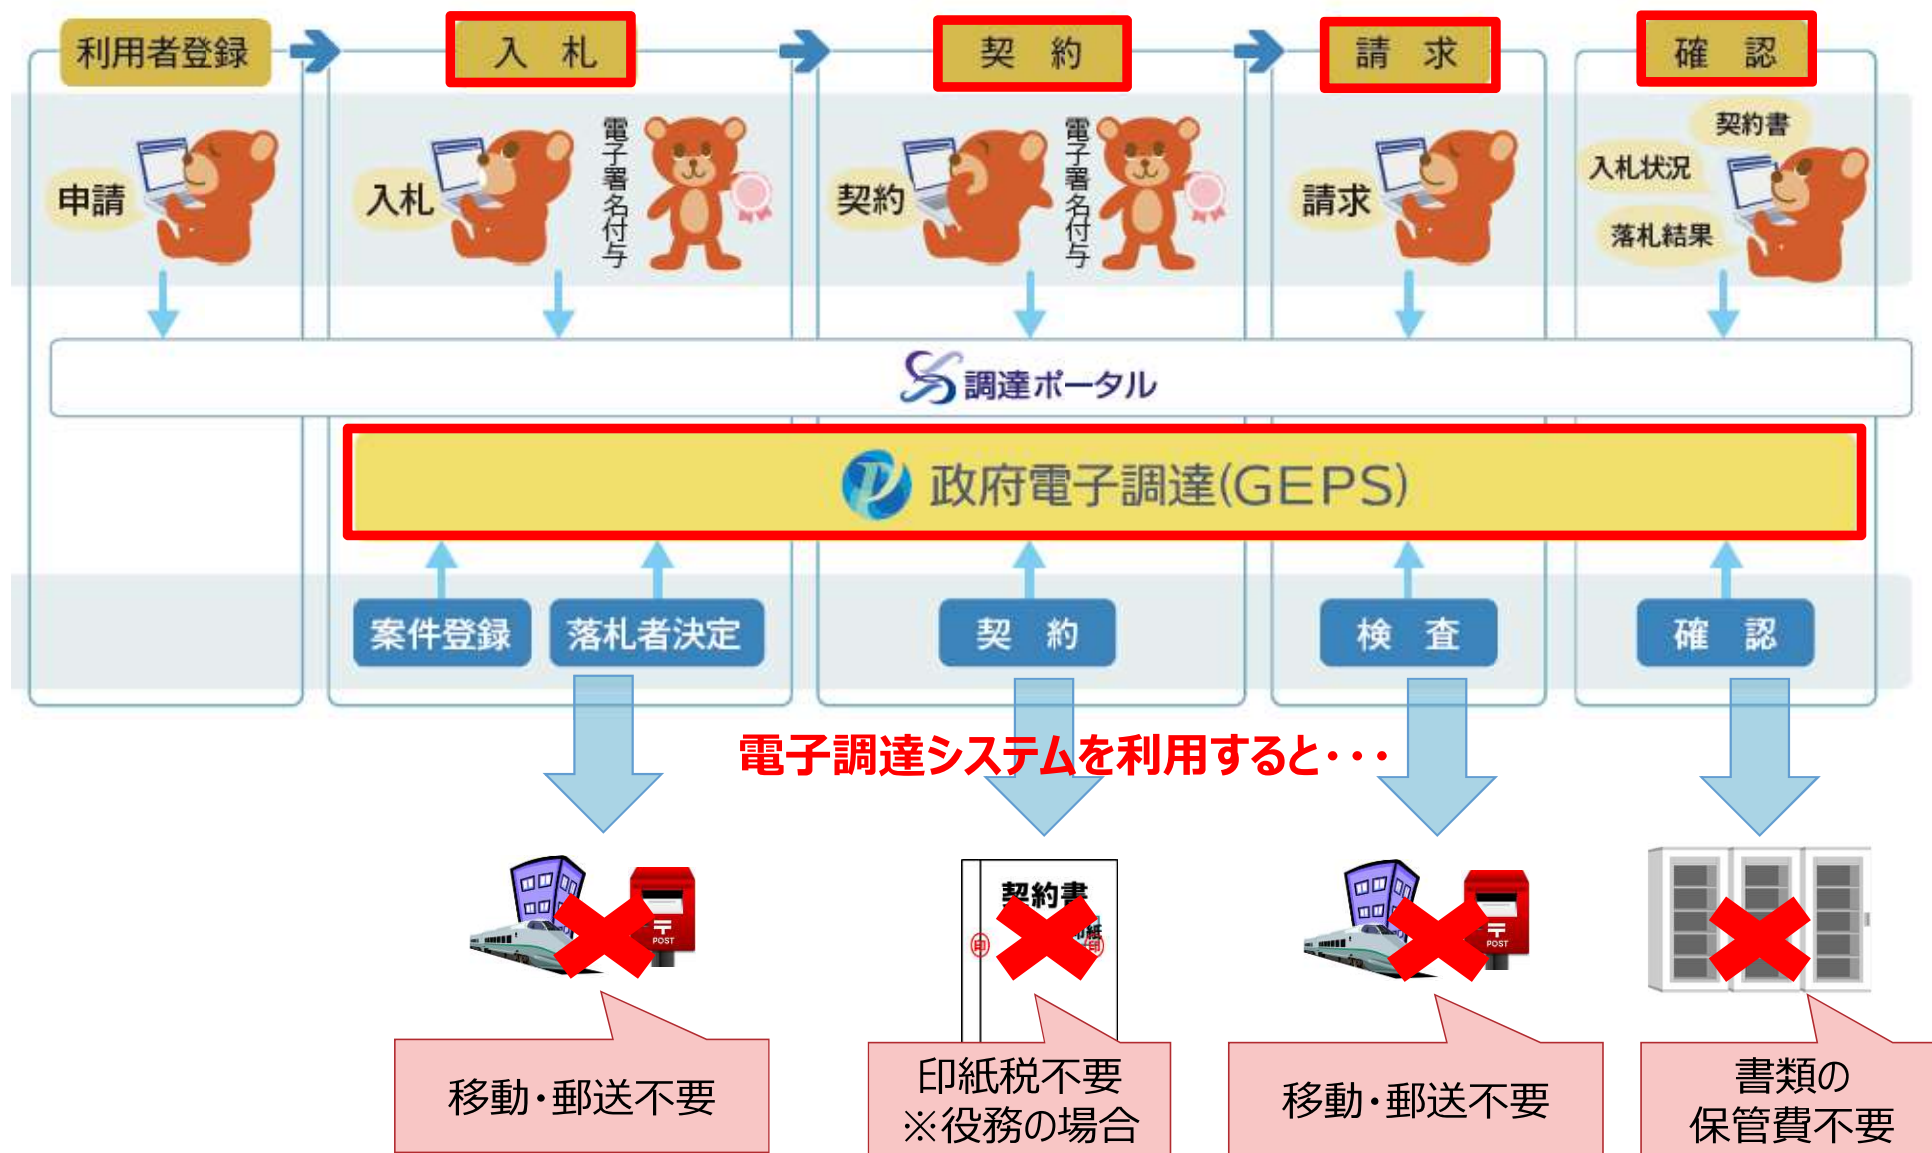 利用者登録
入 札
契 約
請 求
確 認
申請
入札
電子署名付与
契約
電子署名付与
請求
契約書
入札状況
落札結果
調達ポータル
政府電子調達(GEPS)
案件登録
落札者決定
契 約
検 査
確 認
電子調達システムを利用すると・・・
POST
契約書
印紙
印
印
POST
移動・郵送不要
印紙税不要
※役務の場合
移動・郵送不要
書類の
保管費不要